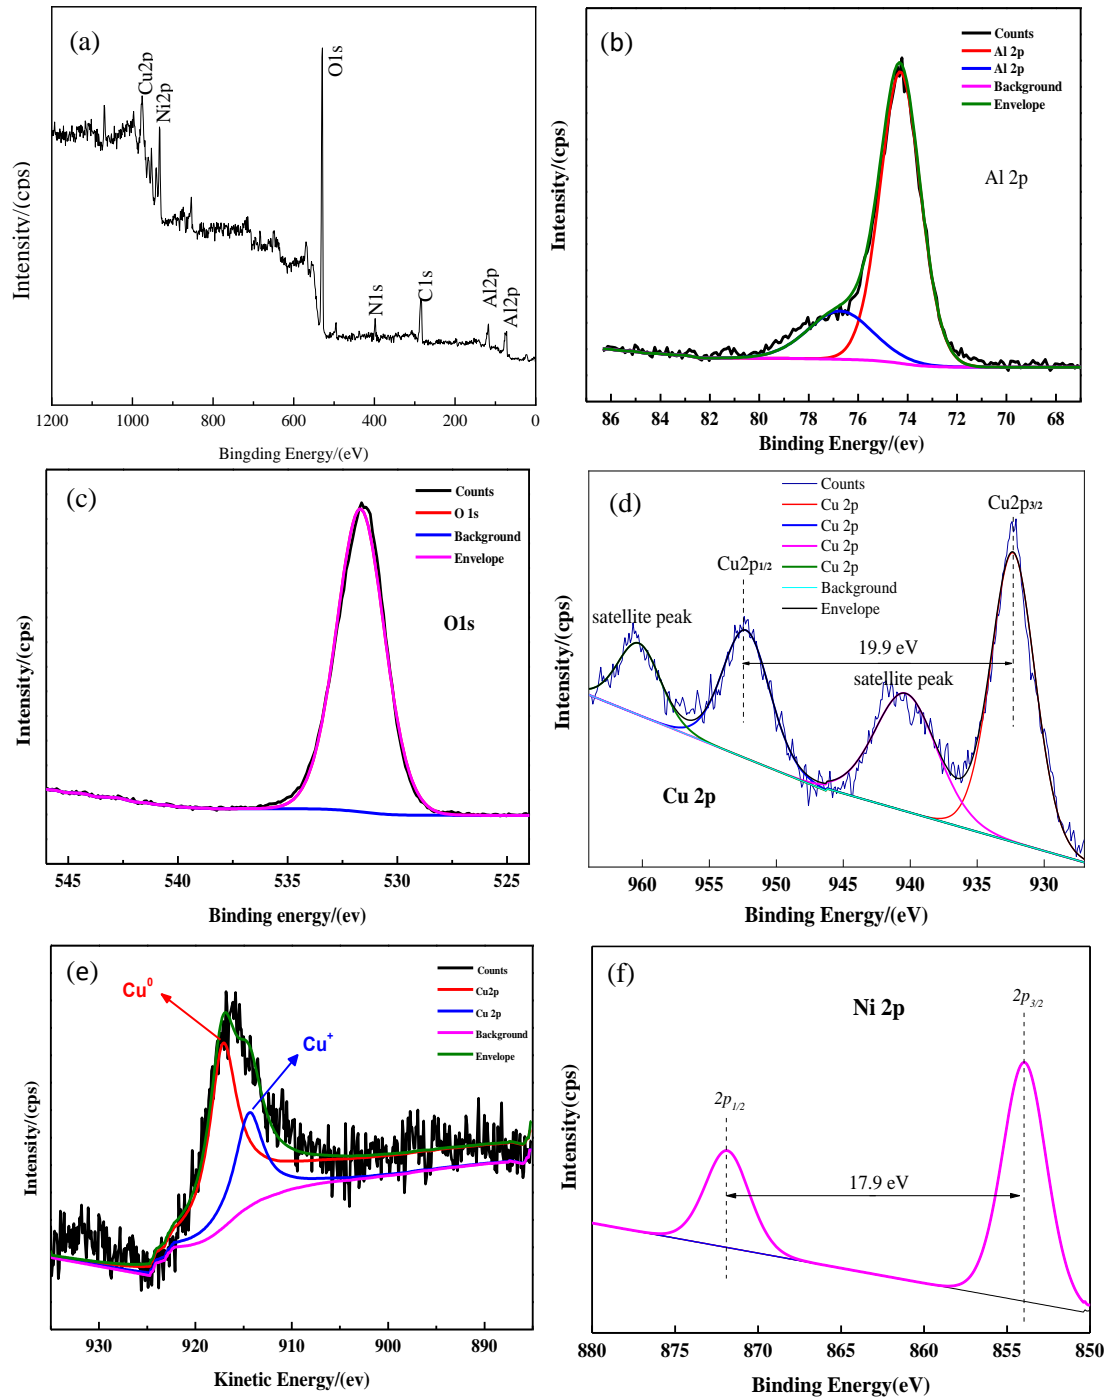 (a)
Cu2p
Ni2p
O1s
N1s
C1s
Al2p
Al2p
Intensity/(cps)
1200 1000 800 600 400 200 0
Bingding Energy/(eV)
(b)
Counts
Al 2p
Al 2p
Background
Envelope
Al 2p
Intensity/(cps)
86 84 82 80 78 76 74 72 70 68
Binding Energy/(ev)
(c)
Counts
O 1s
Background
Envelope
O1s
Intensity/(cps)
545 540 535 530 525
Binding energy/(ev)
(d)
Counts
Cu 2p
Cu 2p
Cu 2p
Cu 2p
Background
Envelope
Cu2p3/2
Cu2p1/2
satellite peak
19.9 eV
satellite peak
Cu 2p
Intensity/(cps)
960 955 950 945 940 935 930
Binding Energy/(eV)
(e)
Counts
Cu2p
Cu 2p
Background
Envelope
Cu0
Cu+
Intensity/(cps)
930 920 910 900 890
Kinetic Energy/(ev)
(f)
Ni 2p
2p3/2
2p1/2
17.9 eV
Intensity(cps)
880 875 870 865 860 855 850
Binding Energy(eV)